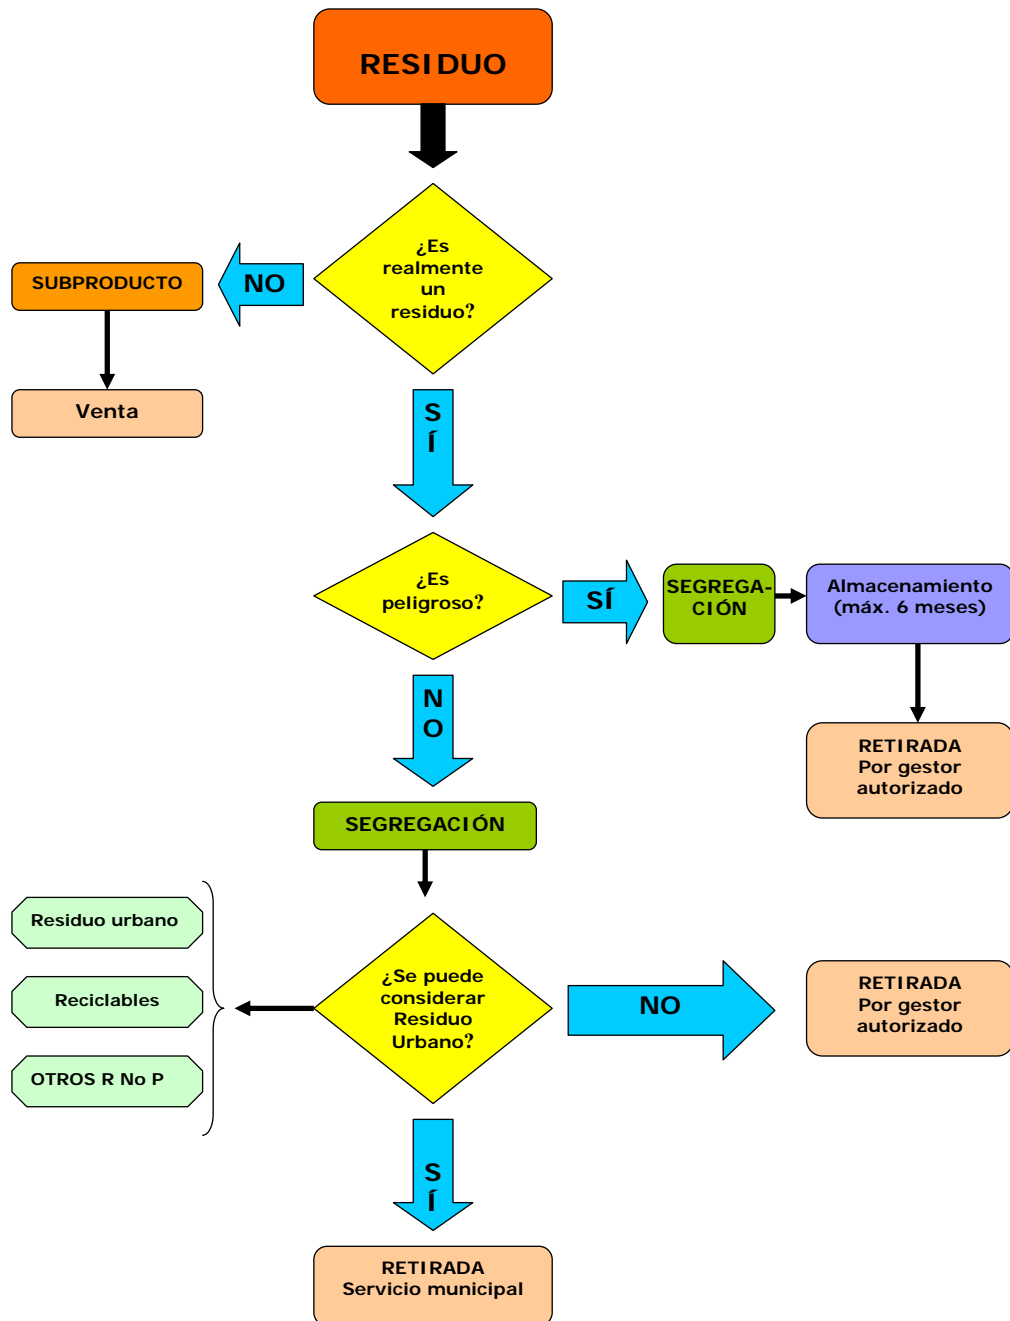 RESIDUO
¿Es
realmente
un
residuo?
NO
SUBPRODUCTO
Venta
S
Í
¿Es
peligroso?
SÍ
SEGREGA-
CIÓN
Almacenamiento
(máx. 6 meses)
RETIRADA
Por gestor
autorizado
N
O
SEGREGACIÓN
¿Se puede
considerar
Residuo
Urbano?
Residuo urbano
Reciclables
OTROS R No P
NO
RETIRADA
Por gestor
autorizado
S
Í
RETIRADA
Servicio municipal